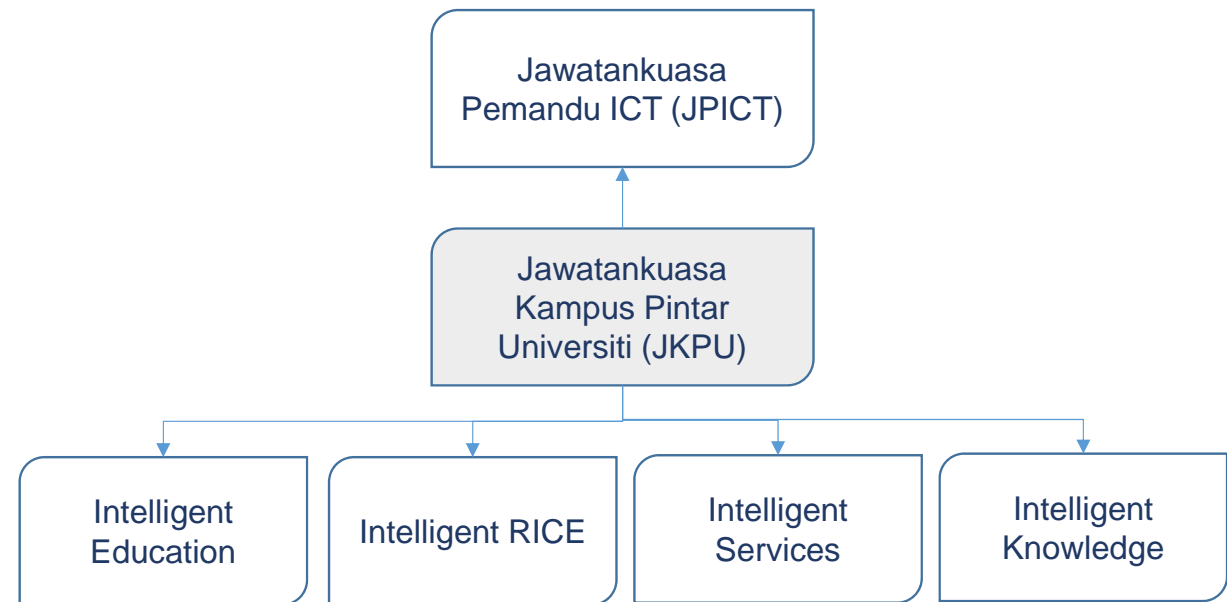 Jawatankuasa
Pemandu ICT (JPICT)
Jawatankuasa
Kampus Pintar
Universiti (JKPU)
Intelligent
Education
Intelligent RICE
Intelligent
Services
Intelligent
Knowledge